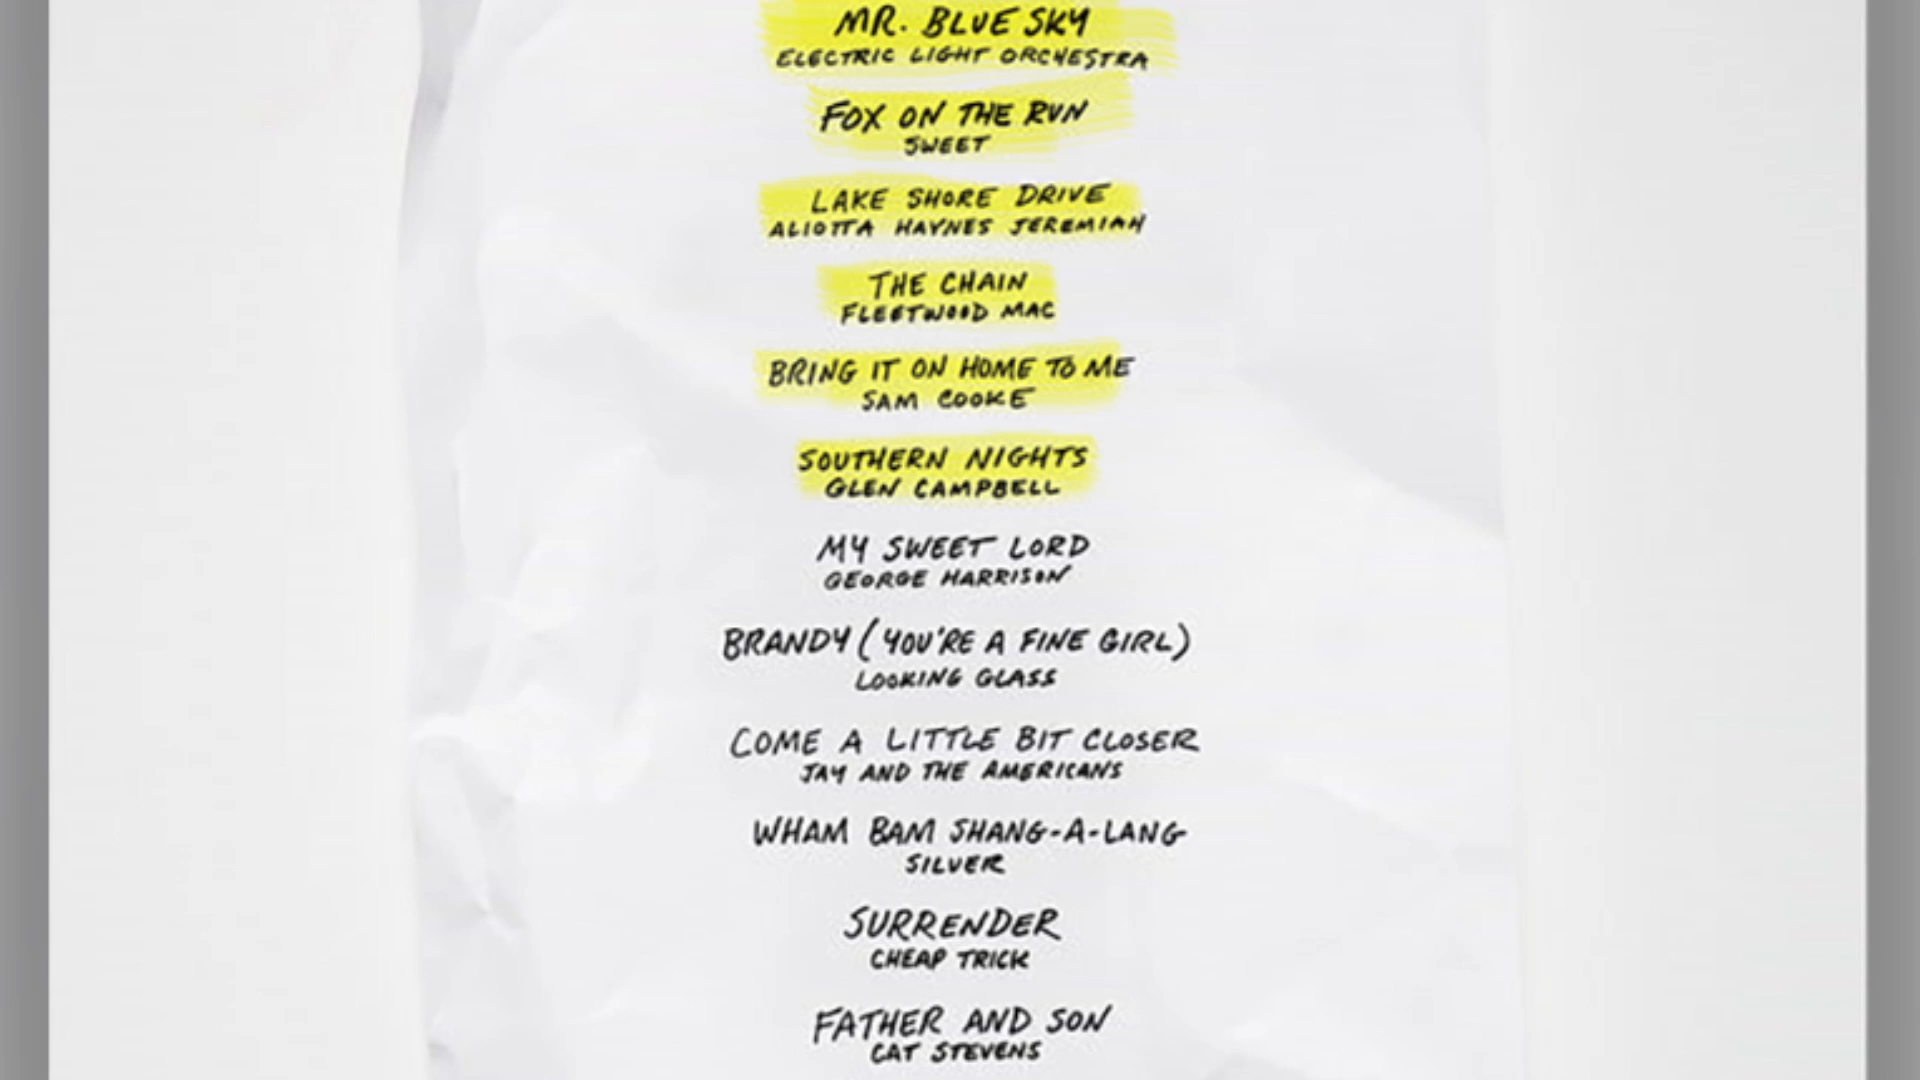 MR. BLUE SKY
ELECTRIC LIGHT ORCHESTRA
FOX ON THE RUN
SWEET
LAKE SHORE DRIVE
ALIOTTA HAYNES JEREMIAH
THE CHAIN
FLEETWOOD MAC
BRING IT ON HOME TO ME
SAM COOKE
SOUTHERN NIGHTS
GLEN CAMPBELL
MY SWEET LORD
GEORGE HARRISON
BRANDY (YOU'RE A FINE GIRL)
LOOKING GLASS
COME A LITTLE BIT CLOSER
JAY AND THE AMERICANS
WHAM BAM SHANG-A-LANG
SILVER
SURRENDER
CHEAP TRICK
FATHER AND SON
CAT STEVENS